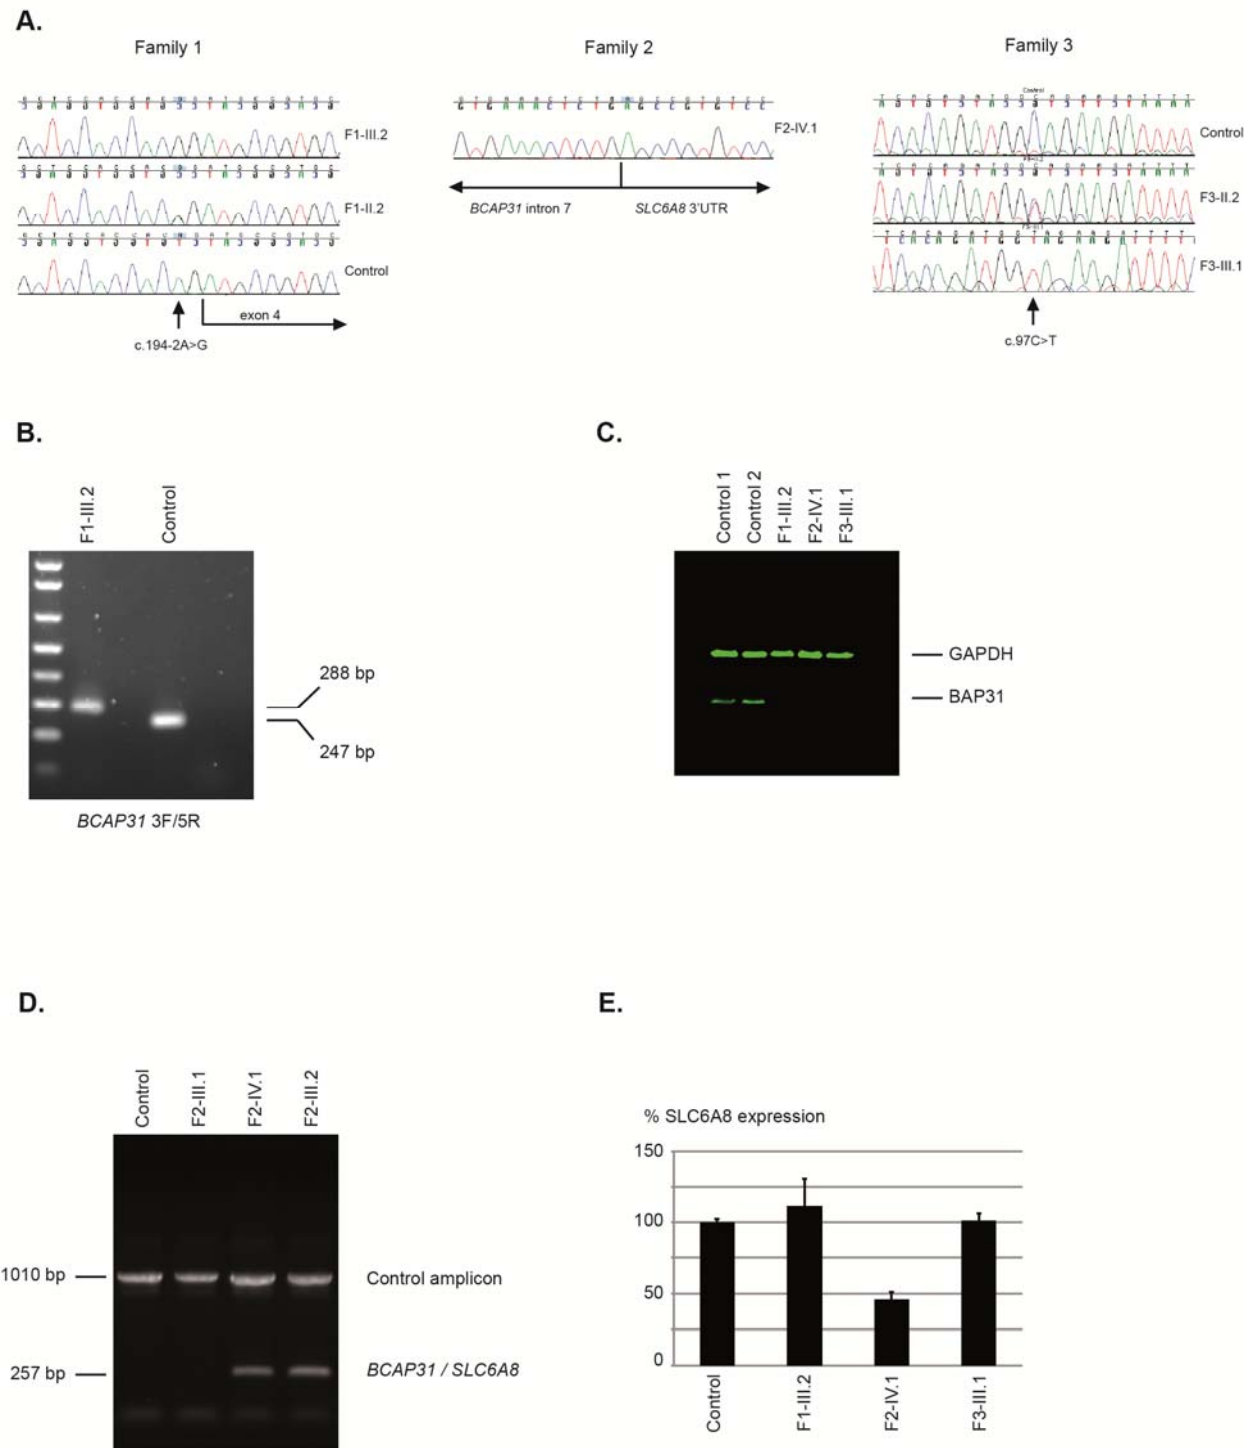 A.
Family 1
Family 2
Family 3
F1-III.2
F1-II.2
Control
exon 4
c.194-2A>G
F2-IV.1
BCAP31 intron 7
SLC6A8 3'UTR
Control
F3-II.2
F3-III.1
c.97C>T
B.
F1-III.2
Control
288 bp
247 bp
BCAP31 3F/5R
C.
Control 1
Control 2
F1-III.2
F2-IV.1
F3-III.1
GAPDH
BAP31
D.
Control
F2-III.1
F2-IV.1
F2-III.2
1010 bp
Control amplicon
257 bp
BCAP31 / SLC6A8
E.
% SLC6A8 expression
150
100
50
0
Control
F1-III.2
F2-IV.1
F3-III.1